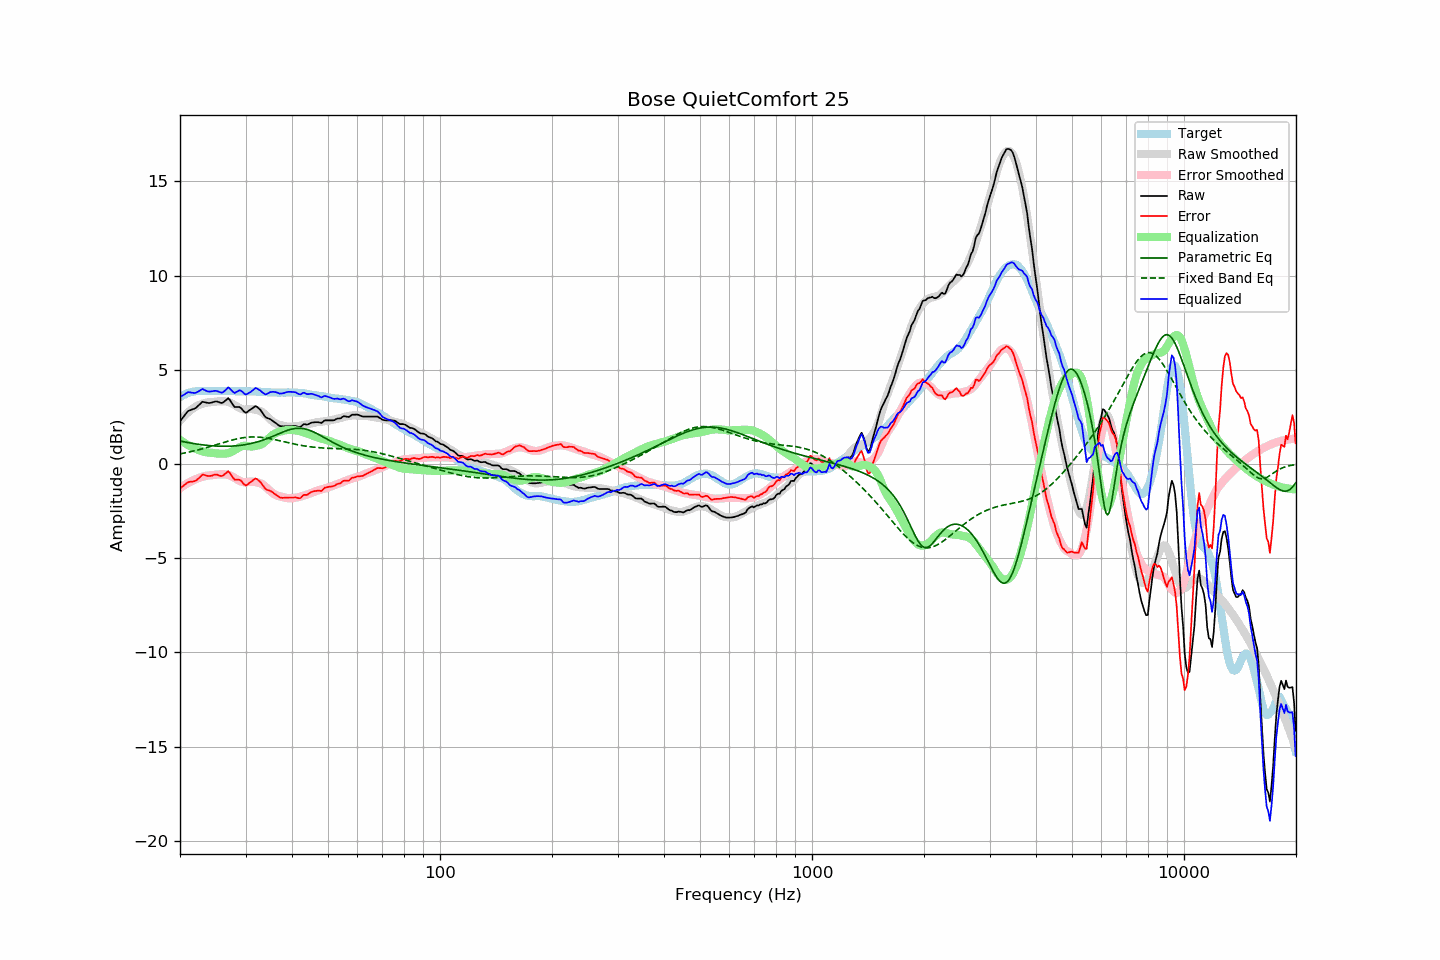 Bose QuietComfort 25
Target
Raw Smoothed
Error Smoothed
Raw
Error
Equalization
Parametric Eq
Fixed Band Eq
Equalized
15
10
5
0
−5
−10
−15
−20
Amplitude (dBr)
100
1000
10000
Frequency (Hz)